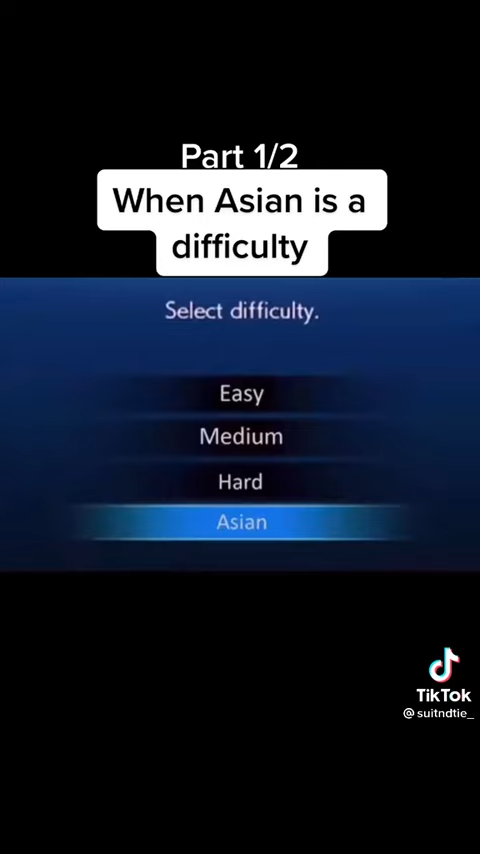 Part 1/2
When Asian is a
difficulty
Select difficulty.
Easy
Medium
Hard
Asian
TikTok
@suitndtie_